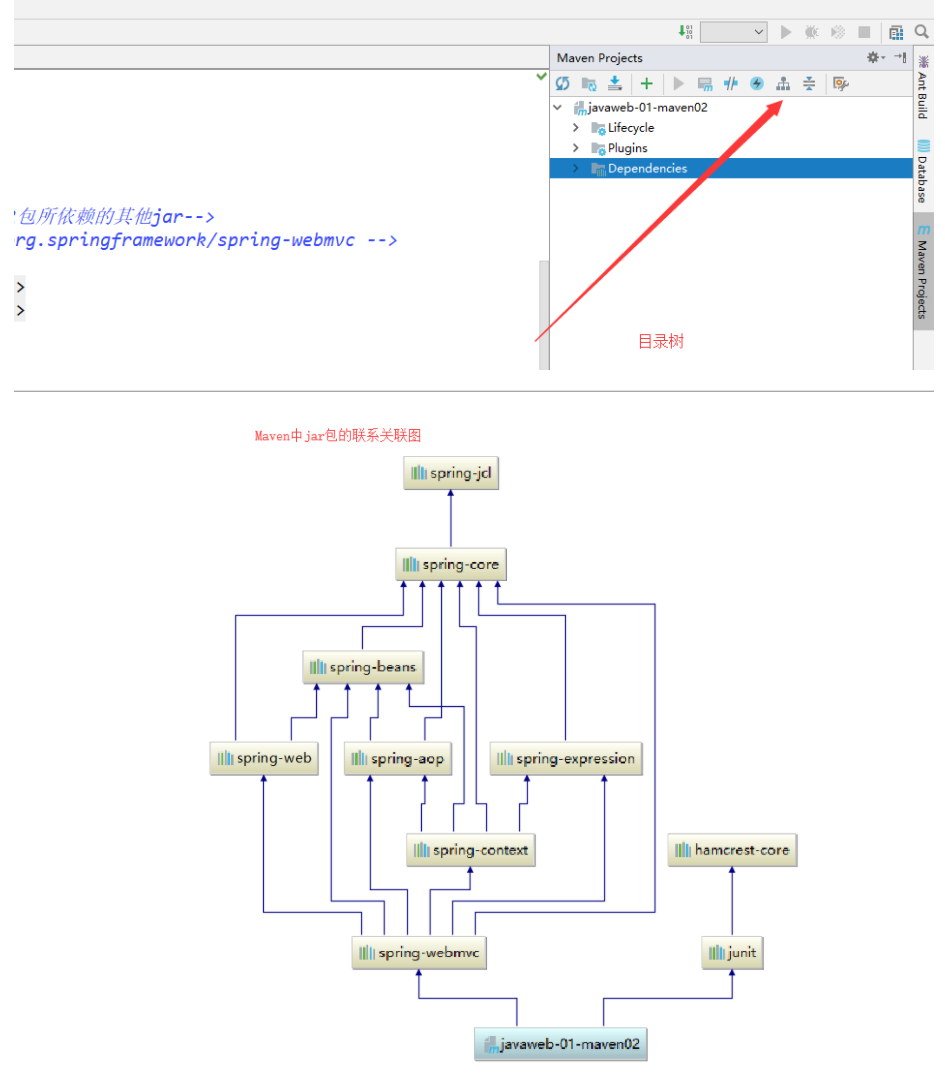 Maven Projects
javaweb-01-maven02
Lifecycle
Plugins
Dependencies
Ant Build
Database
Maven Projects
包所依赖的其他jar-->
rg.springframework/spring-webmvc -->
>
>
目录树
Maven中jar包的联系关联图
spring-jcl
spring-core
spring-beans
spring-web
spring-aop
spring-expression
spring-context
hamcrest-core
spring-webmvc
junit
javaweb-01-maven02